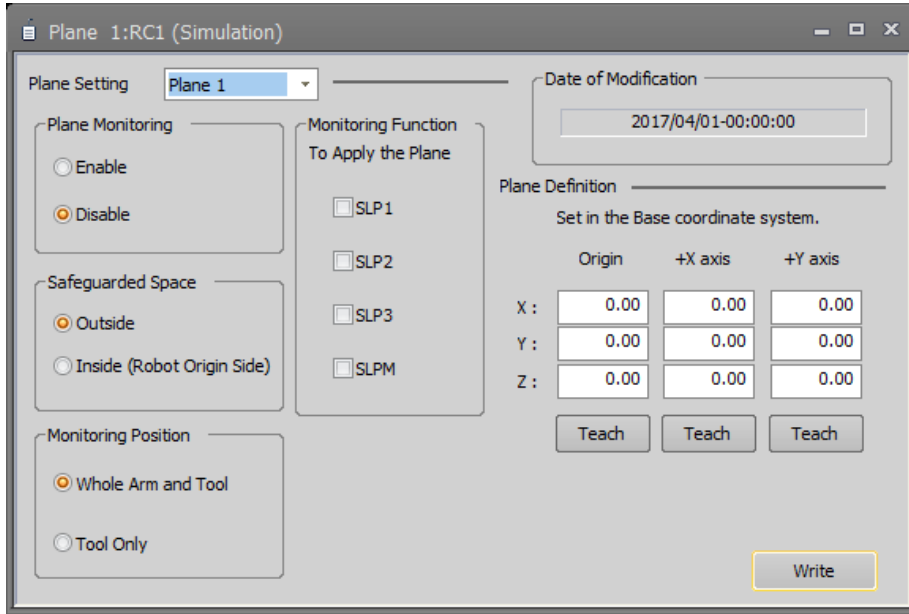 Plane 1:RC1 (Simulation)
Plane Setting
Plane 1
Date of Modification
2017/04/01-00:00:00
Plane Monitoring
Enable
Disable
Monitoring Function
To Apply the Plane
SLP1
SLP2
SLP3
SLPM
Safeguarded Space
Outside
Inside (Robot Origin Side)
Monitoring Position
Whole Arm and Tool
Tool Only
Plane Definition
Set in the Base coordinate system.
Origin +X axis +Y axis
X : 0.00 0.00 0.00
Y : 0.00 0.00 0.00
Z : 0.00 0.00 0.00
Teach Teach Teach
Write